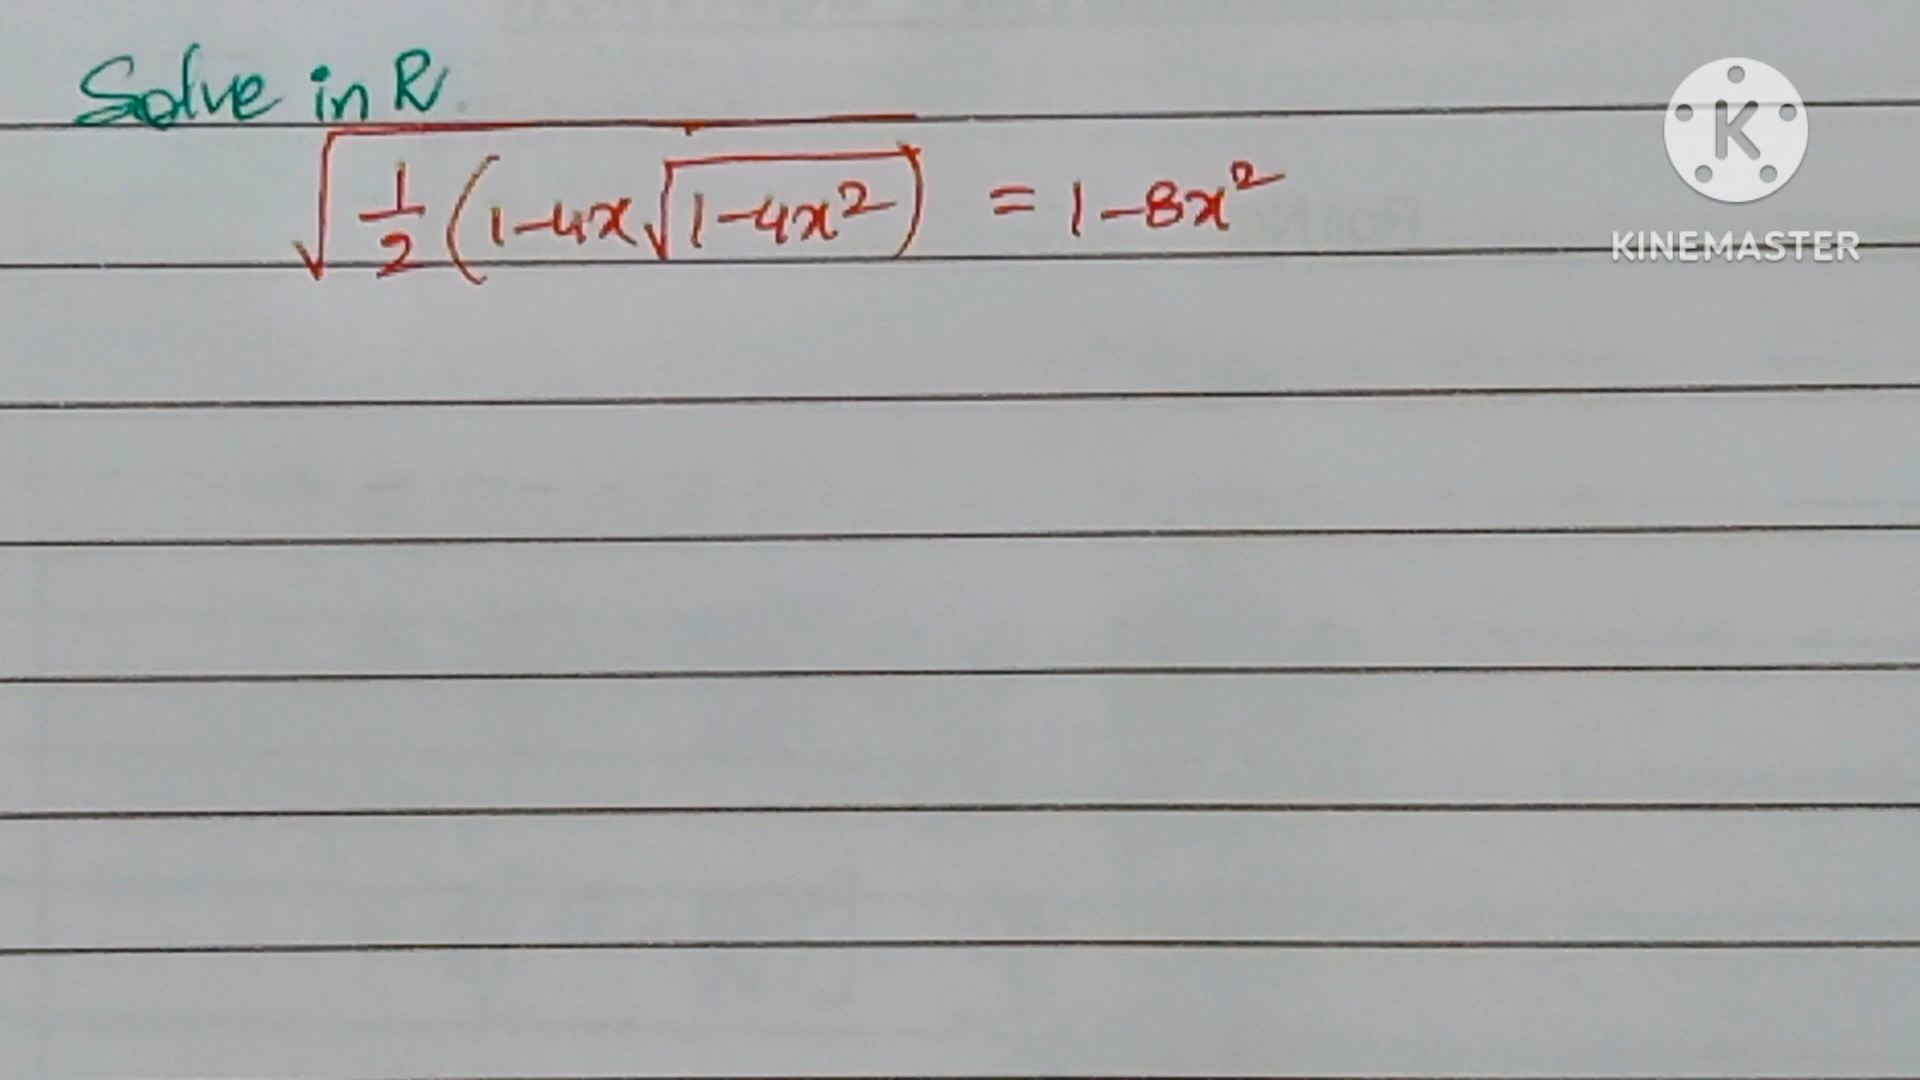 Solve in R
√(1/2 (1-4x√(1-4x²))) = 1-8x²
KINEMASTER